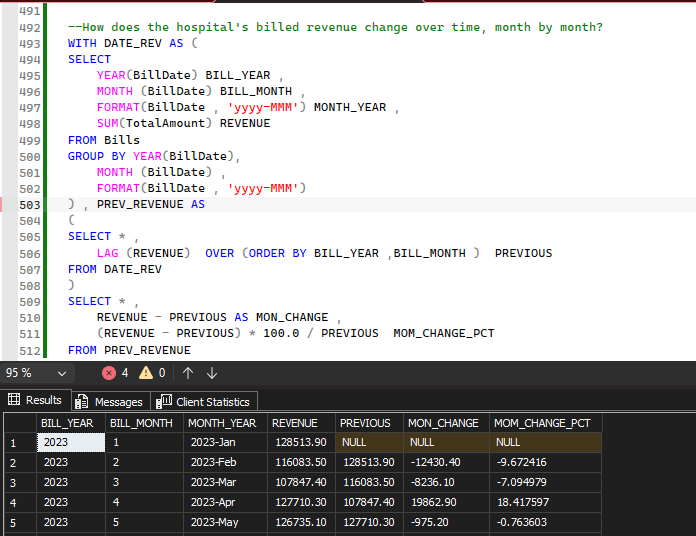 491
492 --How does the hospital's billed revenue change over time, month by month?
493 WITH DATE_REV AS (
494 SELECT
495 YEAR(BillDate) BILL_YEAR ,
496 MONTH (BillDate) BILL_MONTH ,
497 FORMAT(BillDate , 'yyyy-MMM') MONTH_YEAR ,
498 SUM(TotalAmount) REVENUE
499 FROM Bills
500 GROUP BY YEAR(BillDate),
501 MONTH (BillDate) ,
502 FORMAT(BillDate , 'yyyy-MMM')
503 ) , PREV_REVENUE AS
504 (
505 SELECT * ,
506 LAG (REVENUE) OVER (ORDER BY BILL_YEAR ,BILL_MONTH ) PREVIOUS
507 FROM DATE_REV
508 )
509 SELECT * ,
510 REVENUE - PREVIOUS AS MON_CHANGE ,
511 (REVENUE - PREVIOUS) * 100.0 / PREVIOUS MOM_CHANGE_PCT
512 FROM PREV_REVENUE
95 % 4 0
Results Messages Client Statistics
BILL_YEAR BILL_MONTH MONTH_YEAR REVENUE PREVIOUS MON_CHANGE MOM_CHANGE_PCT
1 2023 1 2023-Jan 128513.90 NULL NULL NULL
2 2023 2 2023-Feb 116083.50 128513.90 -12430.40 -9.672416
3 2023 3 2023-Mar 107847.40 116083.50 -8236.10 -7.094979
4 2023 4 2023-Apr 127710.30 107847.40 19862.90 18.417597
5 2023 5 2023-May 126735.10 127710.30 -975.20 -0.763603